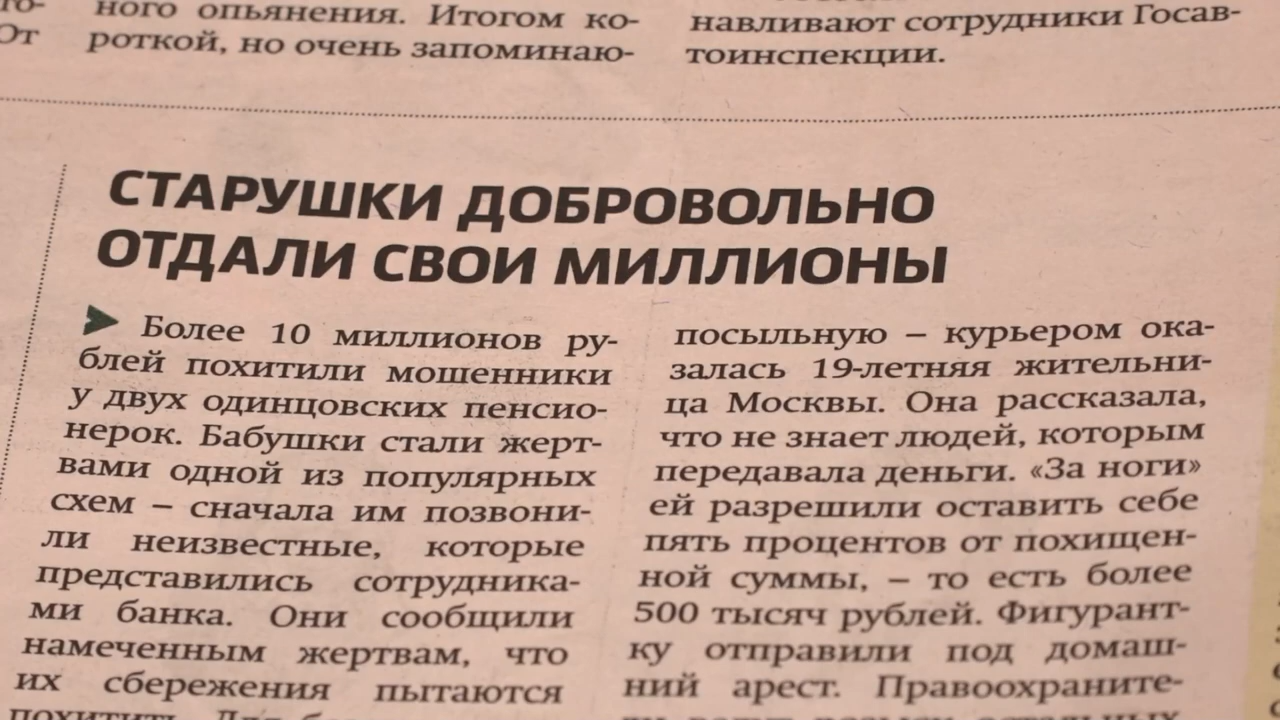 ного опьянения. Итогом ко-
роткой, но очень запоминаю-
навливают сотрудники Госав-
тоинспекции.
СТАРУШКИ ДОБРОВОЛЬНО
ОТДАЛИ СВОИ МИЛЛИОНЫ
Более 10 миллионов ру-
блей похитили мошенники
у двух одинцовских пенсио-
нерок. Бабушки стали жерт-
вами одной из популярных
схем – сначала им позвони-
ли неизвестные, которые
представились сотрудника-
ми банка. Они сообщили
намеченным жертвам, что
их сбережения пытаются
похитить. Для
посыльную – курьером ока-
залась 19-летняя жительни-
ца Москвы. Она рассказала,
что не знает людей, которым
передавала деньги. «За ноги»
ей разрешили оставить себе
пять процентов от похищен-
ной суммы, – то есть более
500 тысяч рублей. Фигурант-
ку отправили под домаш-
ний арест. Правоохраните-